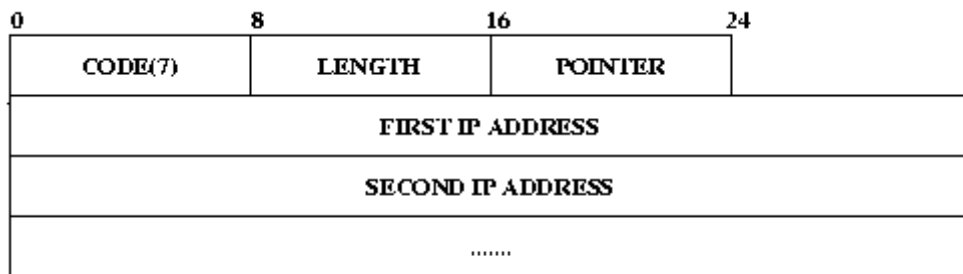 0 8 16 24
CODE(7) LENGTH POINTER
FIRST IP ADDRESS
SECOND IP ADDRESS
.......